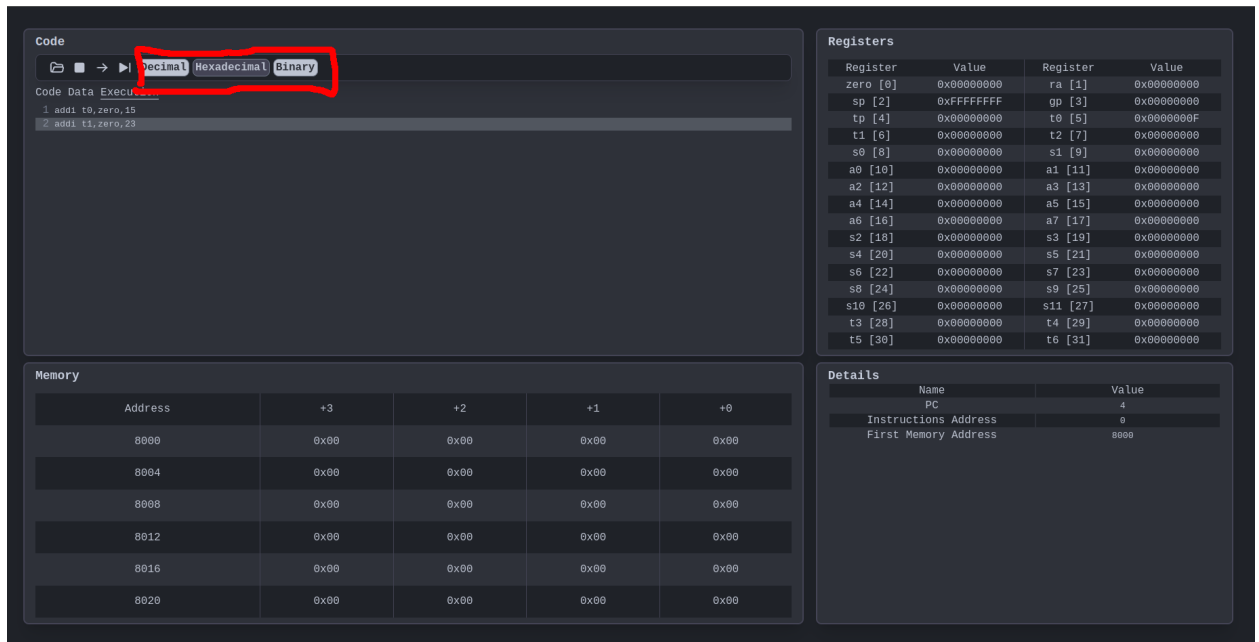 Code
Decimal Hexadecimal Binary
Code Data Execution
1 addi t0,zero,15
2 addi t1,zero,23
Registers
Register Value Register Value
zero [0] 0x00000000 ra [1] 0x00000000
sp [2] 0xFFFFFFFF gp [3] 0x00000000
tp [4] 0x00000000 t0 [5] 0x0000000F
t1 [6] 0x00000000 t2 [7] 0x00000000
s0 [8] 0x00000000 s1 [9] 0x00000000
a0 [10] 0x00000000 a1 [11] 0x00000000
a2 [12] 0x00000000 a3 [13] 0x00000000
a4 [14] 0x00000000 a5 [15] 0x00000000
a6 [16] 0x00000000 a7 [17] 0x00000000
s2 [18] 0x00000000 s3 [19] 0x00000000
s4 [20] 0x00000000 s5 [21] 0x00000000
s6 [22] 0x00000000 s7 [23] 0x00000000
s8 [24] 0x00000000 s9 [25] 0x00000000
s10 [26] 0x00000000 s11 [27] 0x00000000
t3 [28] 0x00000000 t4 [29] 0x00000000
t5 [30] 0x00000000 t6 [31] 0x00000000
Memory
Address +3 +2 +1 +0
8000 0x00 0x00 0x00 0x00
8004 0x00 0x00 0x00 0x00
8008 0x00 0x00 0x00 0x00
8012 0x00 0x00 0x00 0x00
8016 0x00 0x00 0x00 0x00
8020 0x00 0x00 0x00 0x00
Details
Name Value
PC 4
Instructions Address 0
First Memory Address 8000